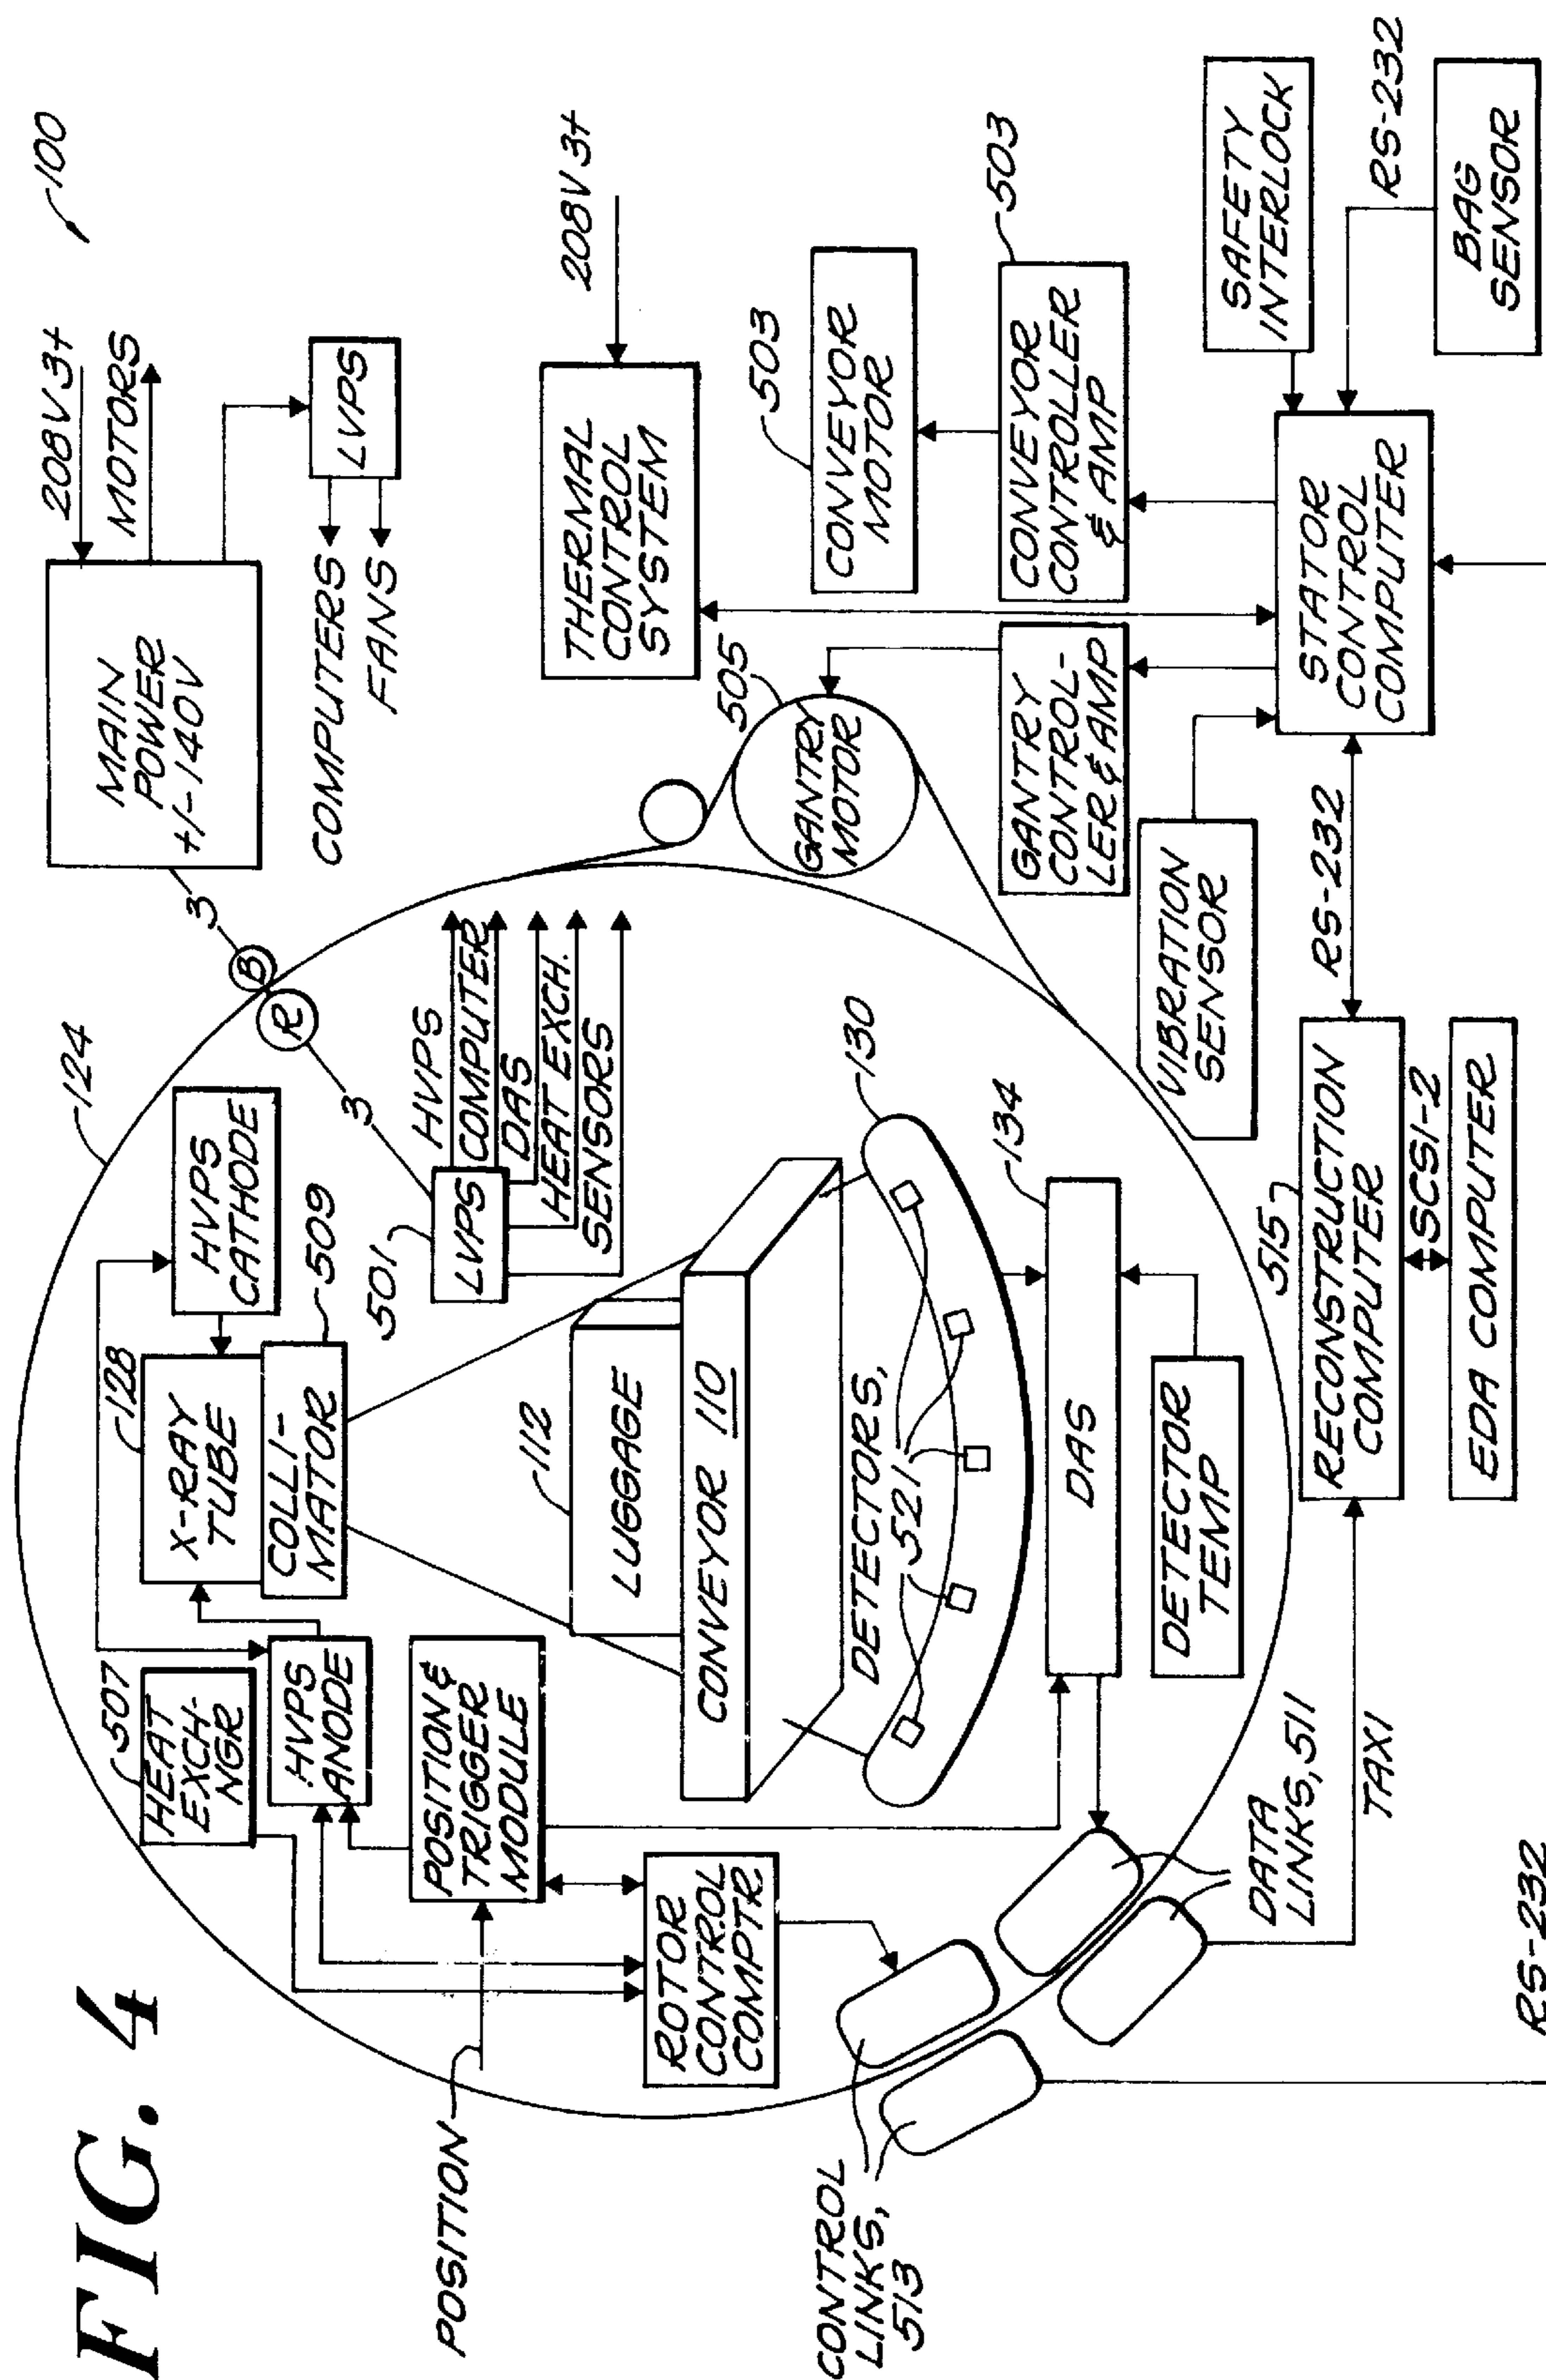 FIG. 4
100
208V 3+
MOTORS
MAIN
POWER
+/-140V
LVPS
COMPUTERS
FANS
3
B
R
3
124
HEAT
EXCH-
NGR
507
HVPS
ANODE
X-RAY
TUBE
128
COLLI-
MATOR
509
HVPS
CATHODE
POSITION
POSITION &
TRIGGER
MODULE
501
LVPS
HVPS
COMPUTER
DAS
HEAT EXCH.
SENSORS
208V 3+
THERMAL
CONTROL
SYSTEM
LUGGAGE
112
CONVEYOR 110
DETECTORS,
521
130
ROTOR
CONTROL
COMPTR.
GANTRY
MOTOR
505
CONVEYOR
MOTOR
503
CONTROL
LINKS,
513
DAS
134
DETECTOR
TEMP
GANTRY
CONTROL-
LER & AMP
CONVEYOR
CONTROLLER
& AMP
503
VIBRATION
SENSOR
SAFETY
INTERLOCK
DATA
LINKS, 511
TAXI
RECONSTRUCTION
COMPUTER
515
RS-232
STATOR
CONTROL
COMPUTER
RS-232
SCSI-2
EDA COMPUTER
BAG
SENSOR
RS-232